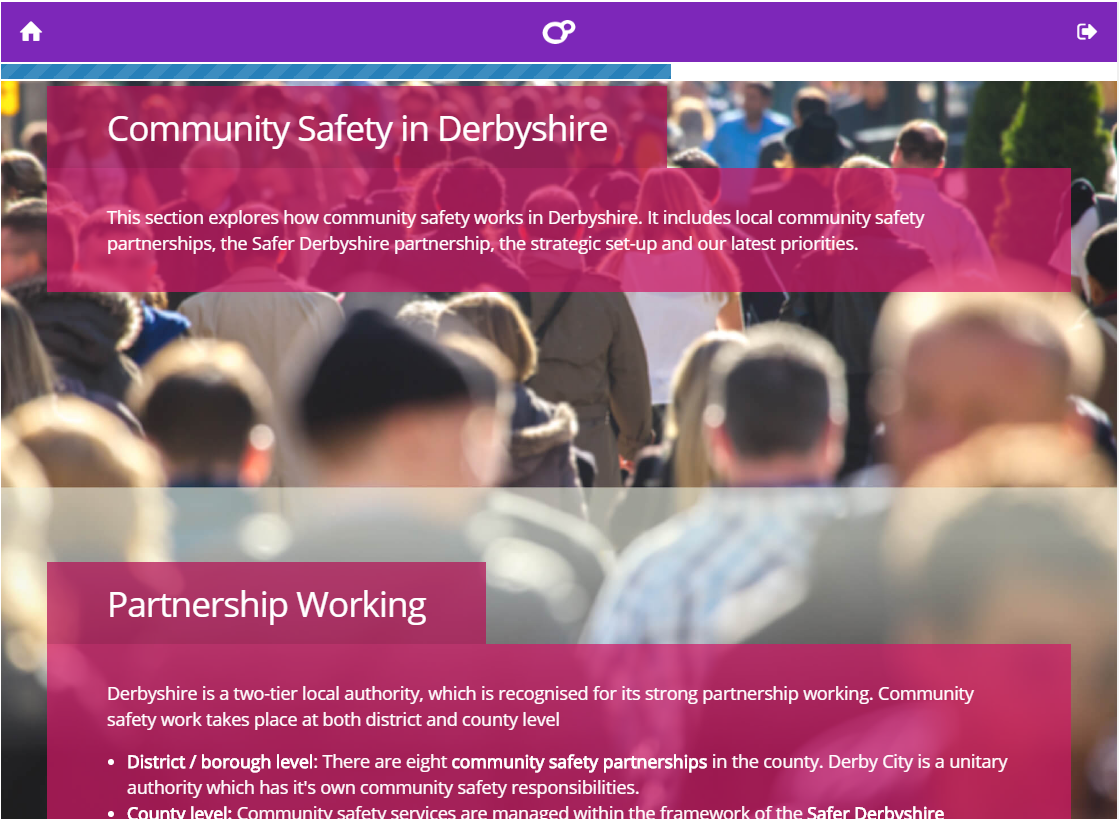 Community Safety in Derbyshire
This section explores how community safety works in Derbyshire. It includes local community safety
partnerships, the Safer Derbyshire partnership, the strategic set-up and our latest priorities.
Partnership Working
Derbyshire is a two-tier local authority, which is recognised for its strong partnership working. Community
safety work takes place at both district and county level
• District / borough level: There are eight community safety partnerships in the county. Derby City is a unitary
authority which has it's own community safety responsibilities.
• County level: Community safety services are managed within the framework of the Safer Derbyshire